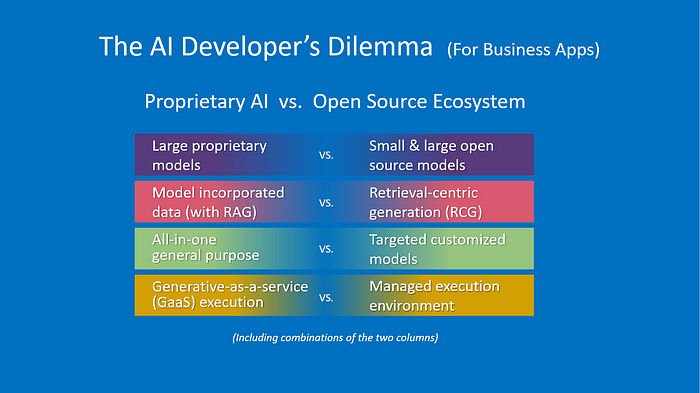 The AI Developer's Dilemma (For Business Apps)
Proprietary AI vs. Open Source Ecosystem
Large proprietary
models
vs.
Small & large open
source models
Model incorporated
data (with RAG)
vs.
Retrieval-centric
generation (RCG)
All-in-one
general purpose
vs.
Targeted customized
models
Generative-as-a-service
(GaaS) execution
vs.
Managed execution
environment
(Including combinations of the two columns)